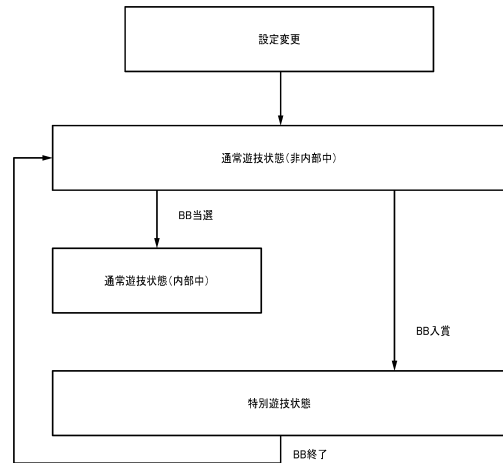 設定変更
通常遊技状態(非内部中)
BB当選
通常遊技状態(内部中)
BB入賞
特別遊技状態
BB終了